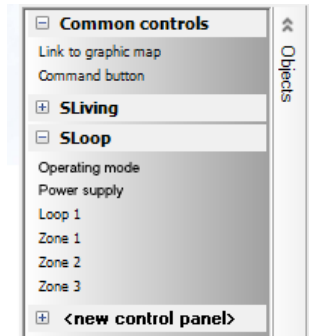 Common controls
Link to graphic map
Command button
SLiving
SLoop
Operating mode
Power supply
Loop 1
Zone 1
Zone 2
Zone 3
<new control panel>
Objects